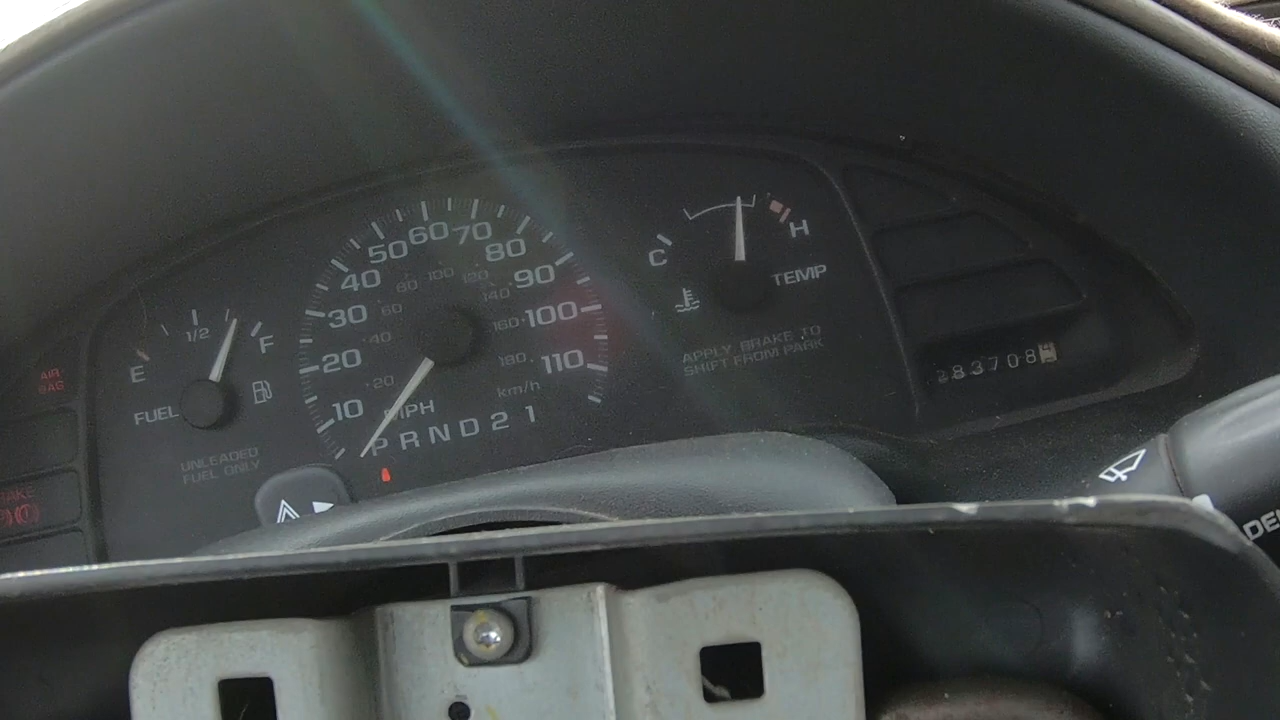 E 1/2 F
FUEL
UNLEADED
FUEL ONLY
AIR
BAG
10 20 30 40 50 60 70 80 90 100 110
20 40 60 80 100 120 140 160 180
km/h
MPH
P R N D 2 1
C H
TEMP
APPLY BRAKE TO
SHIFT FROM PARK
83708